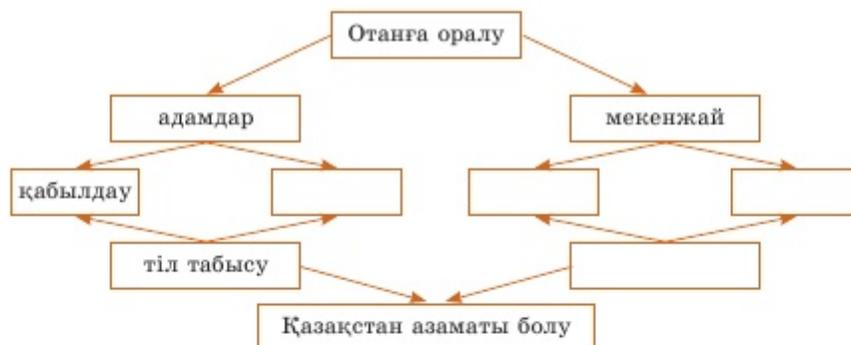 Отанға оралу
адамдар
мекенжай
қабылдау
тіл табысу
Қазақстан азаматы болу